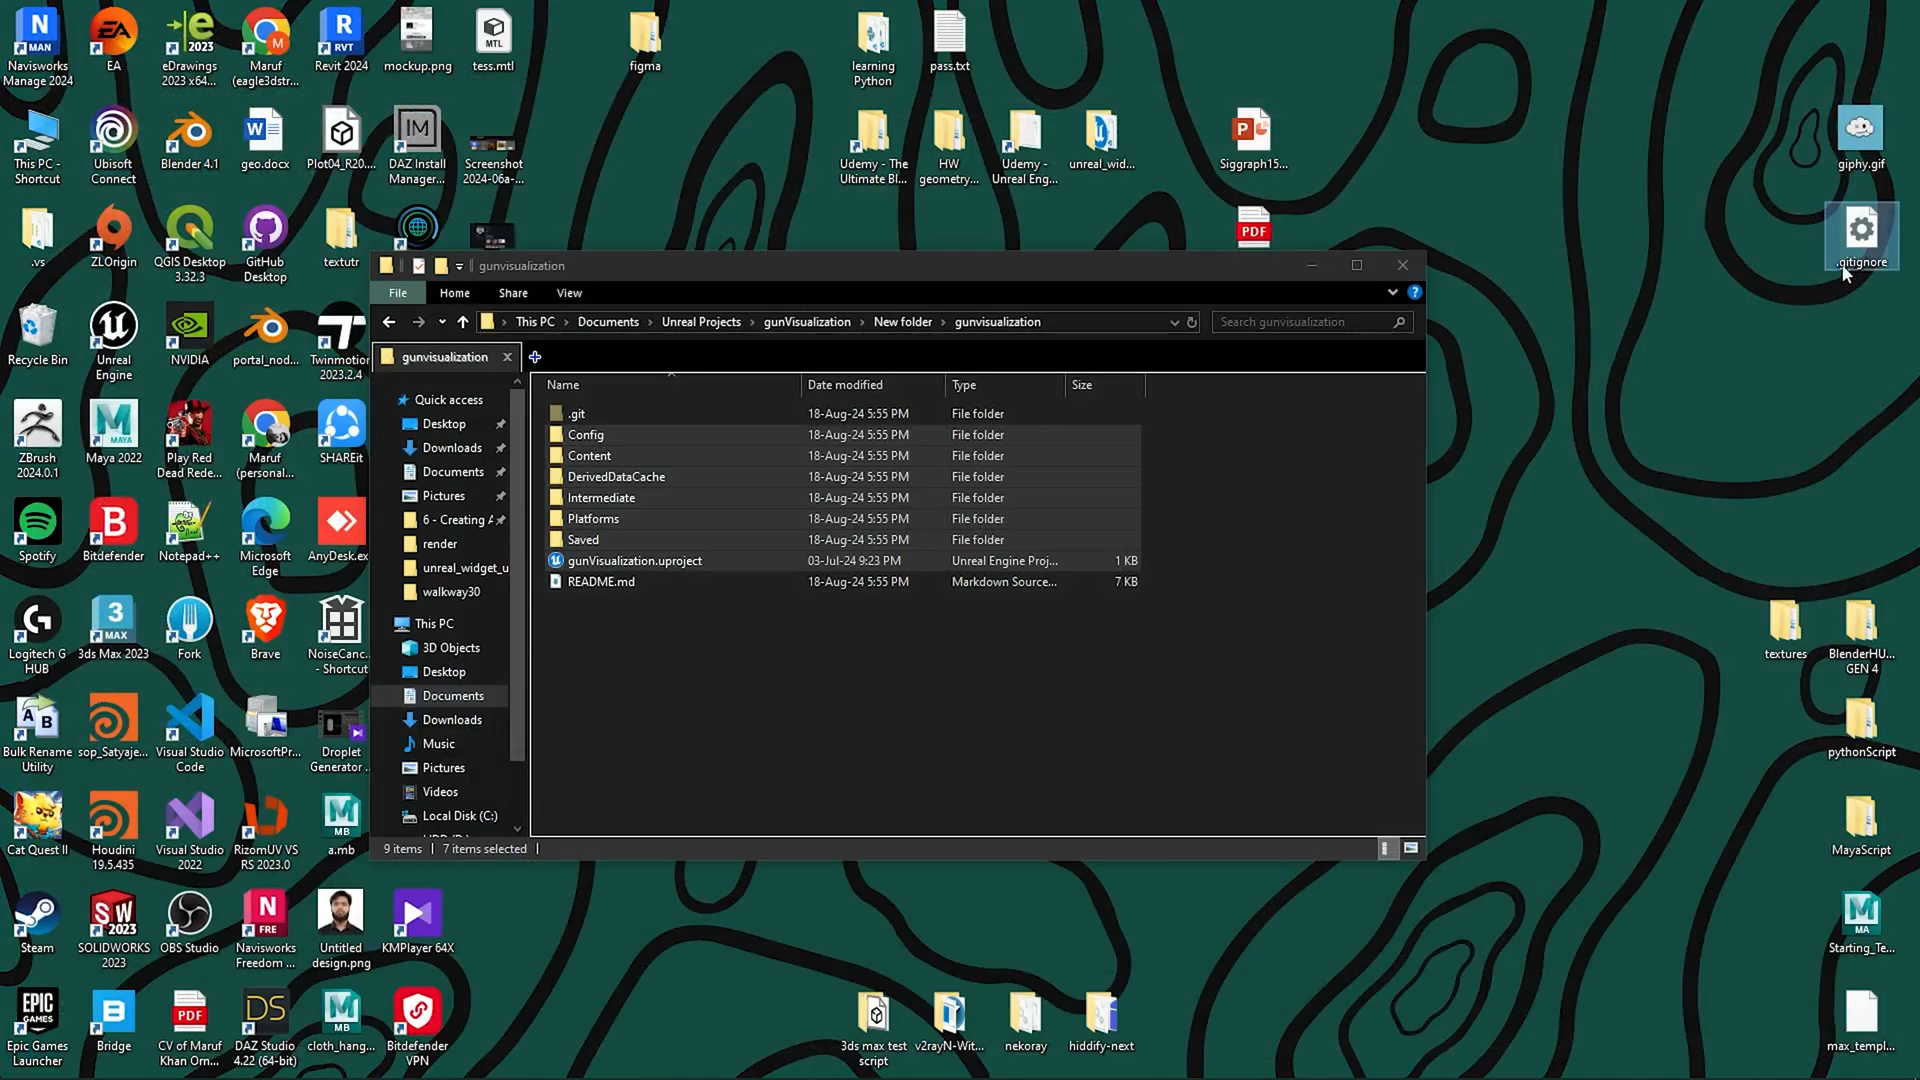 Navisworks
Manage 2024
EA
eDrawings
2023 x64...
Maruf
(eagle3dstr...
Revit 2024
mockup.png
tess.mtl
figma
learning
Python
pass.txt
This PC -
Shortcut
Ubisoft
Connect
Blender 4.1
geo.docx
Plot04_R20....
DAZ Install
Manager...
Screenshot
2024-06a-...
Udemy - The
Ultimate Bl...
HW
geometry...
Udemy -
Unreal Eng...
unreal_wid...
Siggraph15...
giphy.gif
.vs
ZLOrigin
QGIS Desktop
3.32.3
GitHub
Desktop
textutr
PDF
.gitignore
gunvisualization
File
Home
Share
View
This PC
Documents
Unreal Projects
gunVisualization
New folder
gunvisualization
Search gunvisualization
gunvisualization
Name
Date modified
Type
Size
Quick access
Desktop
Downloads
Documents
Pictures
6 - Creating A
render
unreal_widget_u
walkway30
This PC
3D Objects
Desktop
Documents
Downloads
Music
Pictures
Videos
Local Disk (C:)
.git 18-Aug-24 5:55 PM File folder
Config 18-Aug-24 5:55 PM File folder
Content 18-Aug-24 5:55 PM File folder
DerivedDataCache 18-Aug-24 5:55 PM File folder
Intermediate 18-Aug-24 5:55 PM File folder
Platforms 18-Aug-24 5:55 PM File folder
Saved 18-Aug-24 5:55 PM File folder
gunVisualization.uproject 03-Jul-24 9:23 PM Unreal Engine Proj... 1 KB
README.md 18-Aug-24 5:55 PM Markdown Source... 7 KB
9 items
7 items selected
Recycle Bin
Unreal
Engine
NVIDIA
portal_nod...
Twinmotion
2023.2.4
ZBrush
2024.0.1
Maya 2022
Play Red
Dead Rede...
Maruf
(personal...
SHAREit
Spotify
Bitdefender
Notepad++
Microsoft
Edge
AnyDesk.ex
Logitech G
HUB
3ds Max 2023
Fork
Brave
NoiseCanc...
- Shortcut
textures
BlenderHU...
GEN 4
Bulk Rename
Utility
sop_Satyaje...
Visual Studio
Code
MicrosoftPr...
Droplet
Generator ..
pythonScript
Cat Quest II
Houdini
19.5.435
Visual Studio
2022
RizomUV VS
RS 2023.0
a.mb
MayaScript
Steam
SOLIDWORKS
2023
OBS Studio
Navisworks
Freedom ...
Untitled
design.png
KMPlayer 64X
Starting_Te...
Epic Games
Launcher
Bridge
CV of Maruf
Khan Orn...
DAZ Studio
4.22 (64-bit)
cloth_hang...
Bitdefender
VPN
3ds max test
script
v2rayN-Wit...
nekoray
hiddify-next
max_templ...